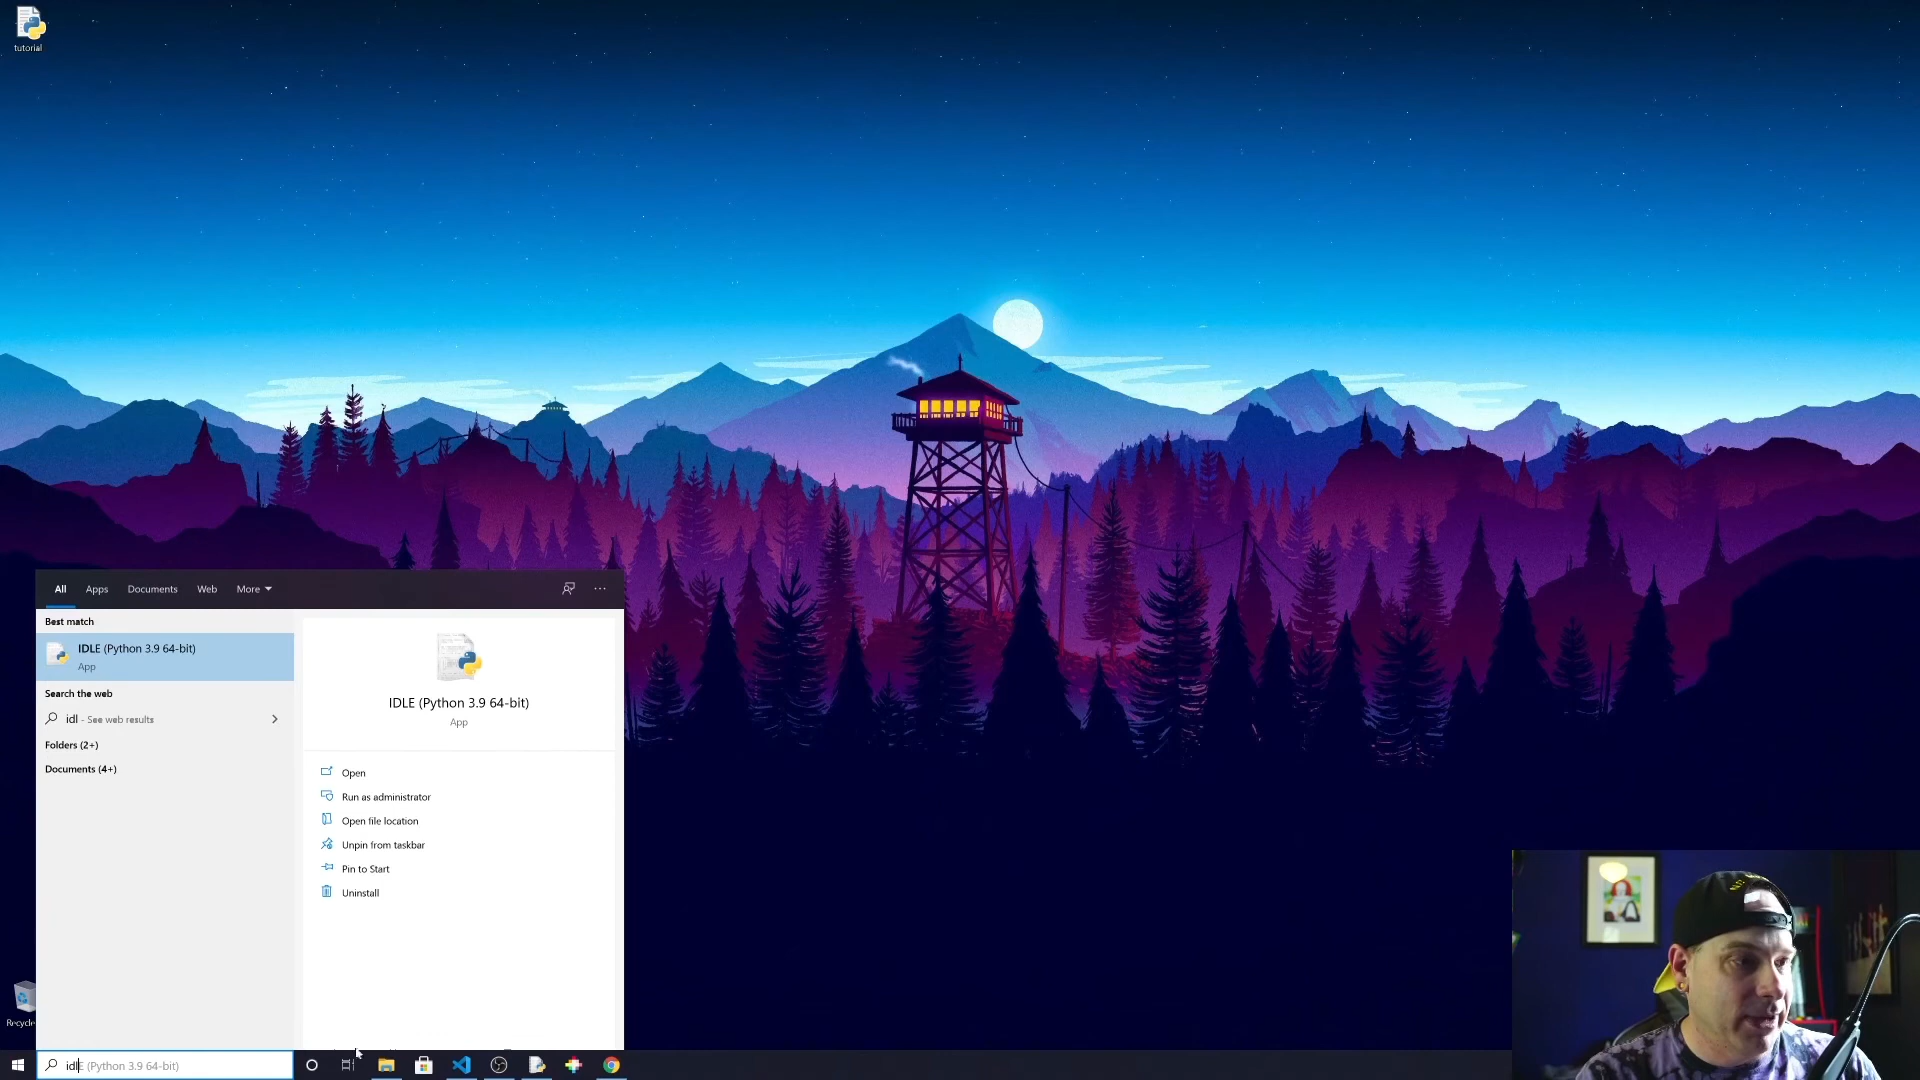 tutorial
All
Apps
Documents
Web
More
Best match
IDLE (Python 3.9 64-bit)
App
Search the web
idl - See web results
Folders (2+)
Documents (4+)
IDLE (Python 3.9 64-bit)
App
Open
Run as administrator
Open file location
Unpin from taskbar
Pin to Start
Uninstall
Recycle
idlE (Python 3.9 64-bit)